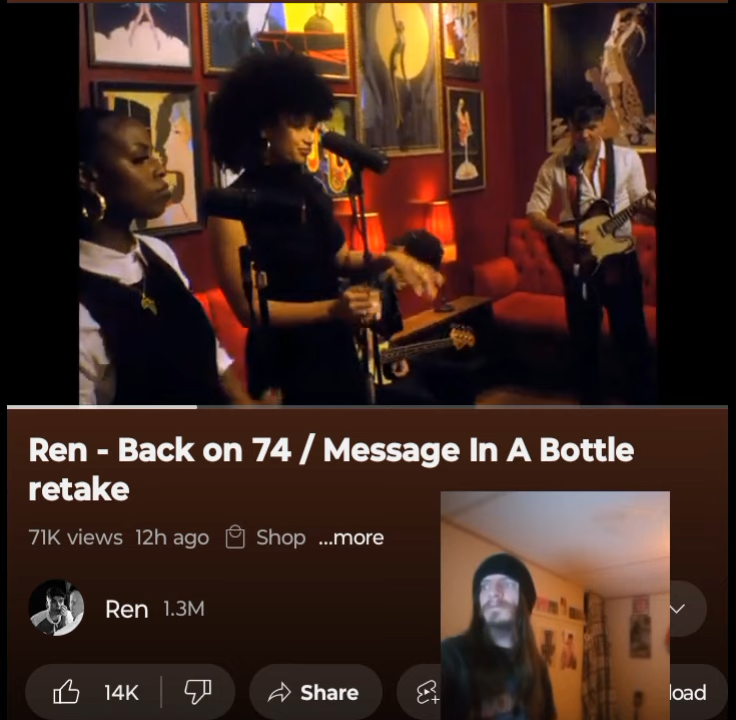 Ren - Back on 74 / Message In A Bottle
retake
71K views 12h ago Shop ...more
Ren 1.3M
14K Share load